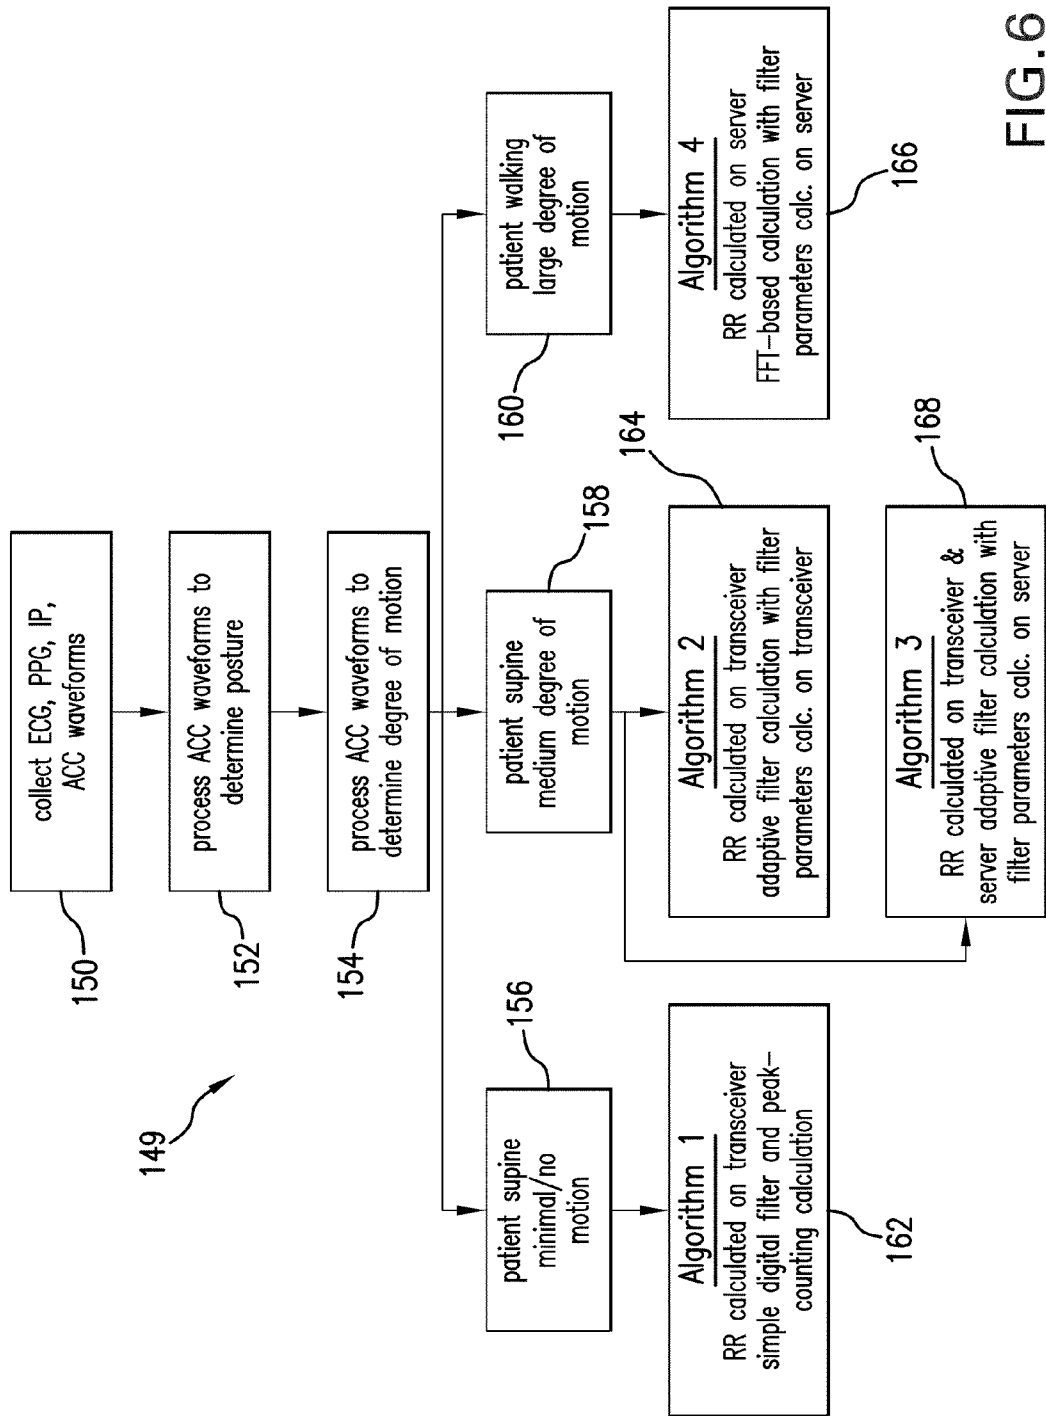 149
collect ECG, PPG, IP,
ACC waveforms
150
process ACC waveforms to
determine posture
152
process ACC waveforms to
determine degree of motion
154
patient supine
minimal/no
motion
156
patient supine
medium degree of
motion
158
patient walking
large degree of
motion
160
Algorithm 1
RR calculated on transceiver
simple digital filter and peak–
counting calculation
162
Algorithm 2
RR calculated on transceiver
adaptive filter calculation with filter
parameters calc. on transceiver
164
Algorithm 4
RR calculated on server
FFT–based calculation with filter
parameters calc. on server
166
Algorithm 3
RR calculated on transceiver &
server adaptive filter calculation with
filter parameters calc. on server
168
FIG.6